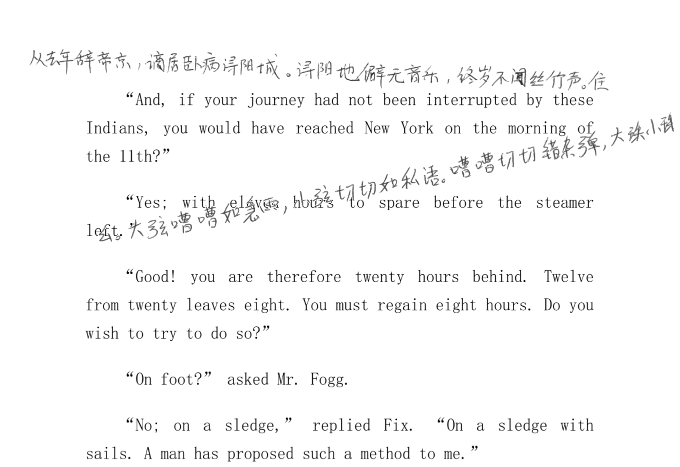 从去年辞帝京，谪居卧病浔阳城。浔阳地僻无音乐，终岁不闻丝竹声。住
“And, if your journey had not been interrupted by these
Indians, you would have reached New York on the morning of
the 11th?”
“Yes; with eleven hours to spare before the steamer
left.”
大弦嘈嘈如急雨，小弦切切如私语。嘈嘈切切错杂弹，大珠小珠
“Good! you are therefore twenty hours behind. Twelve
from twenty leaves eight. You must regain eight hours. Do you
wish to try to do so?”
“On foot?” asked Mr. Fogg.
“No; on a sledge,” replied Fix. “On a sledge with
sails. A man has proposed such a method to me.”